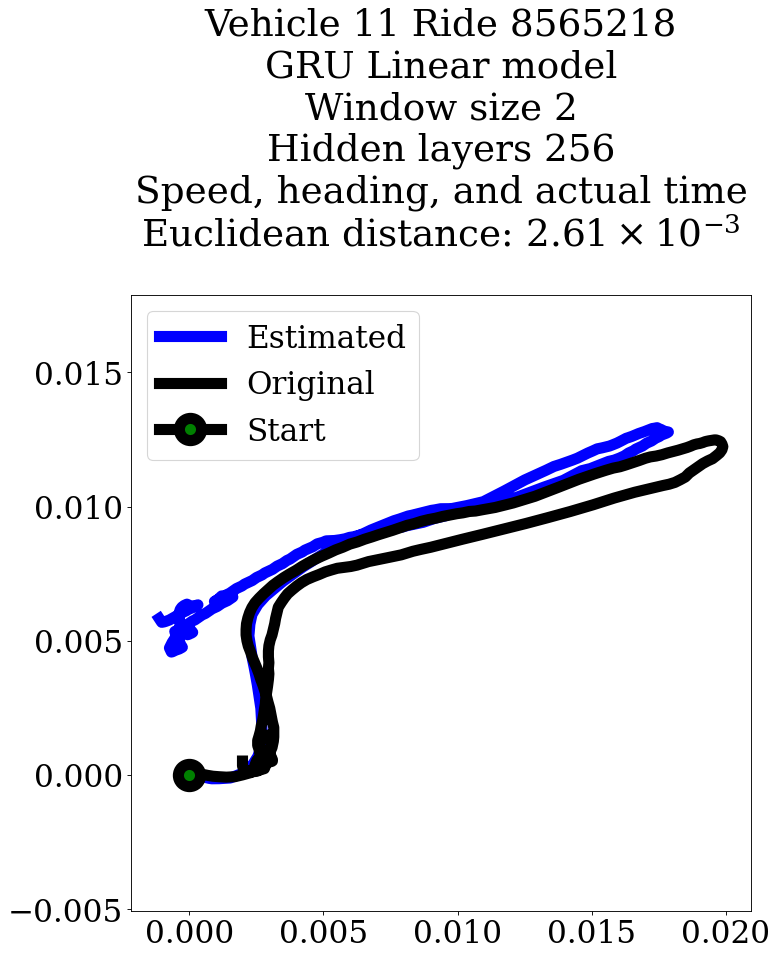 Vehicle 11 Ride 8565218
GRU Linear model
Window size 2
Hidden layers 256
Speed, heading, and actual time
Euclidean distance: 2.61 × 10⁻³
Estimated
Original
Start
0.015
0.010
0.005
0.000
−0.005
0.000 0.005 0.010 0.015 0.020